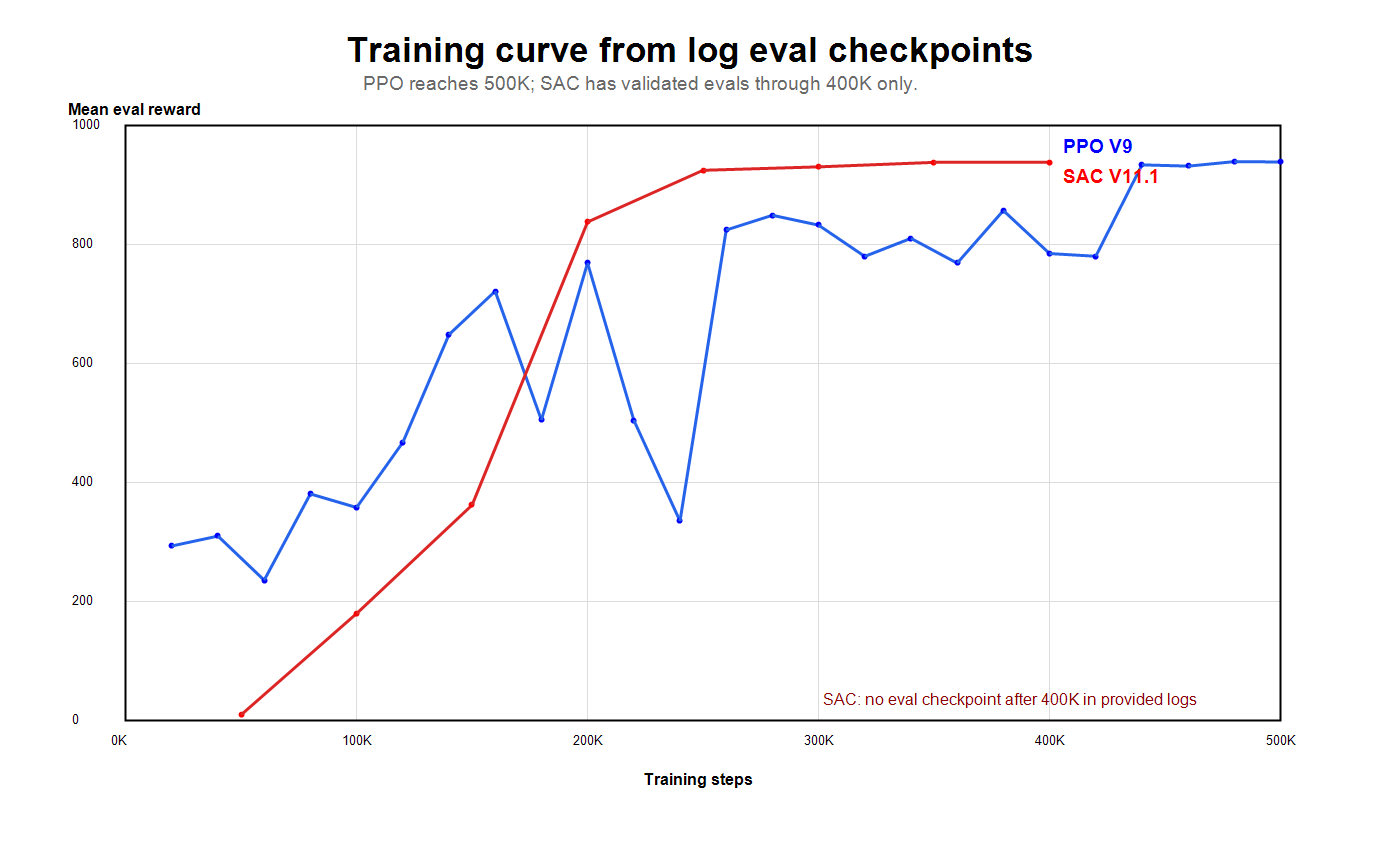 Training curve from log eval checkpoints
PPO reaches 500K; SAC has validated evals through 400K only.
Mean eval reward
1000
800
600
400
200
0
PPO V9
SAC V11.1
SAC: no eval checkpoint after 400K in provided logs
0K 100K 200K 300K 400K 500K
Training steps